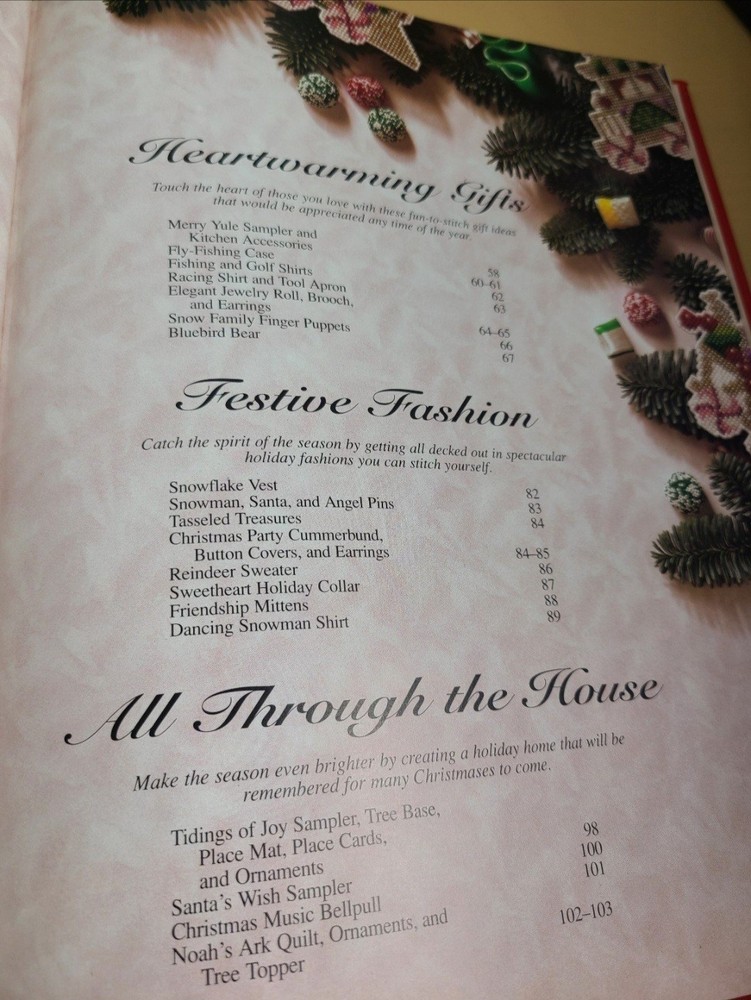 Heartwarming Gifts
Touch the heart of those you love with these fun-to-stitch gift ideas
that would be appreciated any time of the year.
Merry Yule Sampler and
Kitchen Accessories 58
Fly-Fishing Case 60–61
Fishing and Golf Shirts 62
Racing Shirt and Tool Apron 63
Elegant Jewelry Roll, Brooch,
and Earrings 64–65
Snow Family Finger Puppets 66
Bluebird Bear 67
Festive Fashion
Catch the spirit of the season by getting all decked out in spectacular
holiday fashions you can stitch yourself.
Snowflake Vest 82
Snowman, Santa, and Angel Pins 83
Tasseled Treasures 84
Christmas Party Cummerbund,
Button Covers, and Earrings 84–85
Reindeer Sweater 86
Sweetheart Holiday Collar 87
Friendship Mittens 88
Dancing Snowman Shirt 89
All Through the House
Make the season even brighter by creating a holiday home that will be
remembered for many Christmases to come.
Tidings of Joy Sampler, Tree Base,
Place Mat, Place Cards,
and Ornaments 98
Santa's Wish Sampler 100
Christmas Music Bellpull 101
Noah's Ark Quilt, Ornaments, and
Tree Topper 102–103